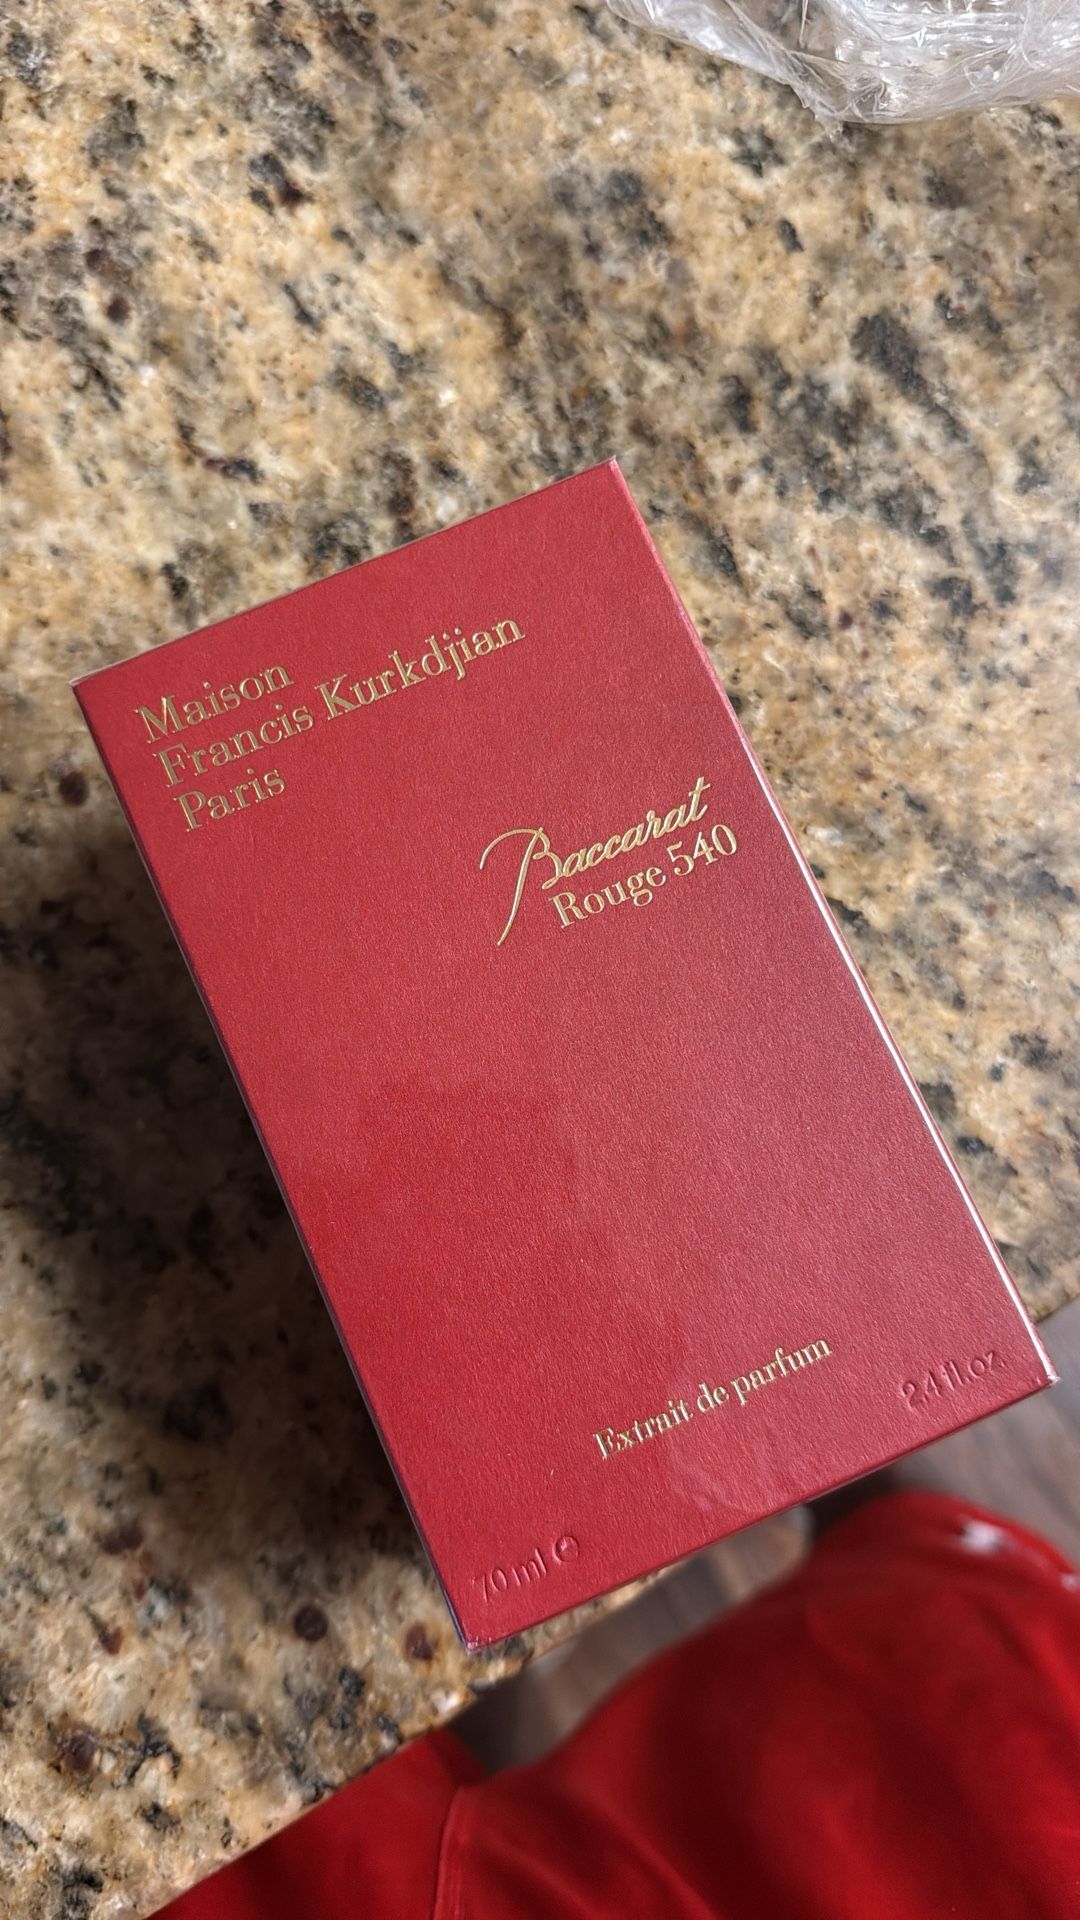 Maison
Francis Kurkdjian
Paris
Baccarat
Rouge 540
Extrait de parfum
70 ml ℮
2.4 fl.oz.